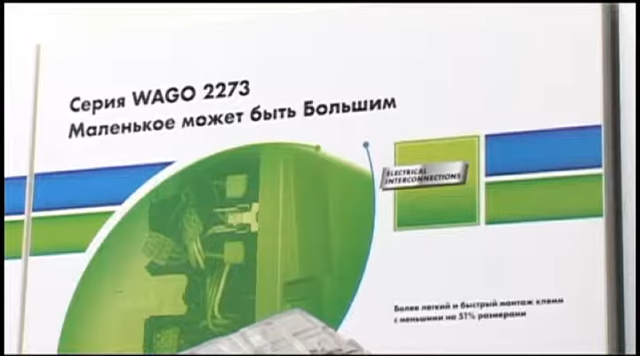 Серия WAGO 2273
Маленькое может быть Большим
ELECTRICAL
INTERCONNECTIONS
Более легкий и быстрый монтаж клемм
с меньшими на 51% размерами